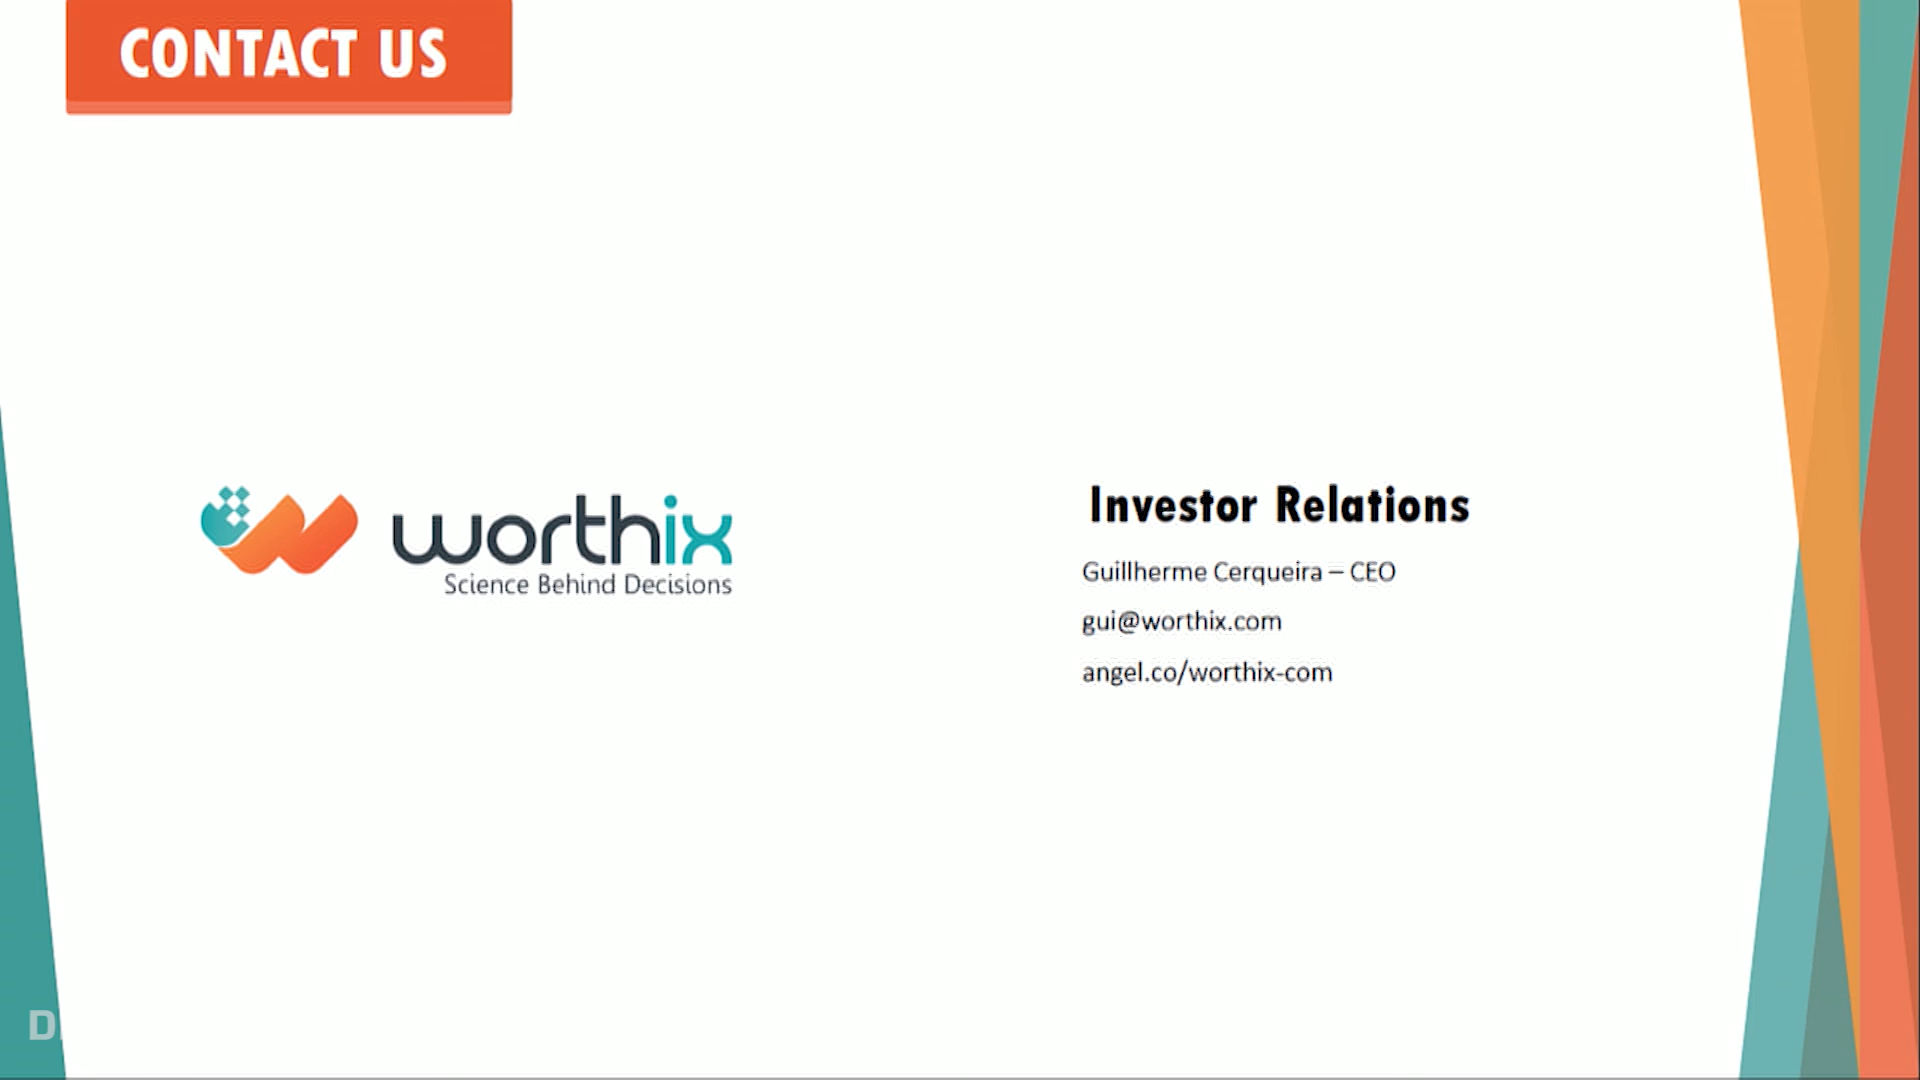 CONTACT US
worthix
Science Behind Decisions
Investor Relations
Guillherme Cerqueira – CEO
gui@worthix.com
angel.co/worthix-com